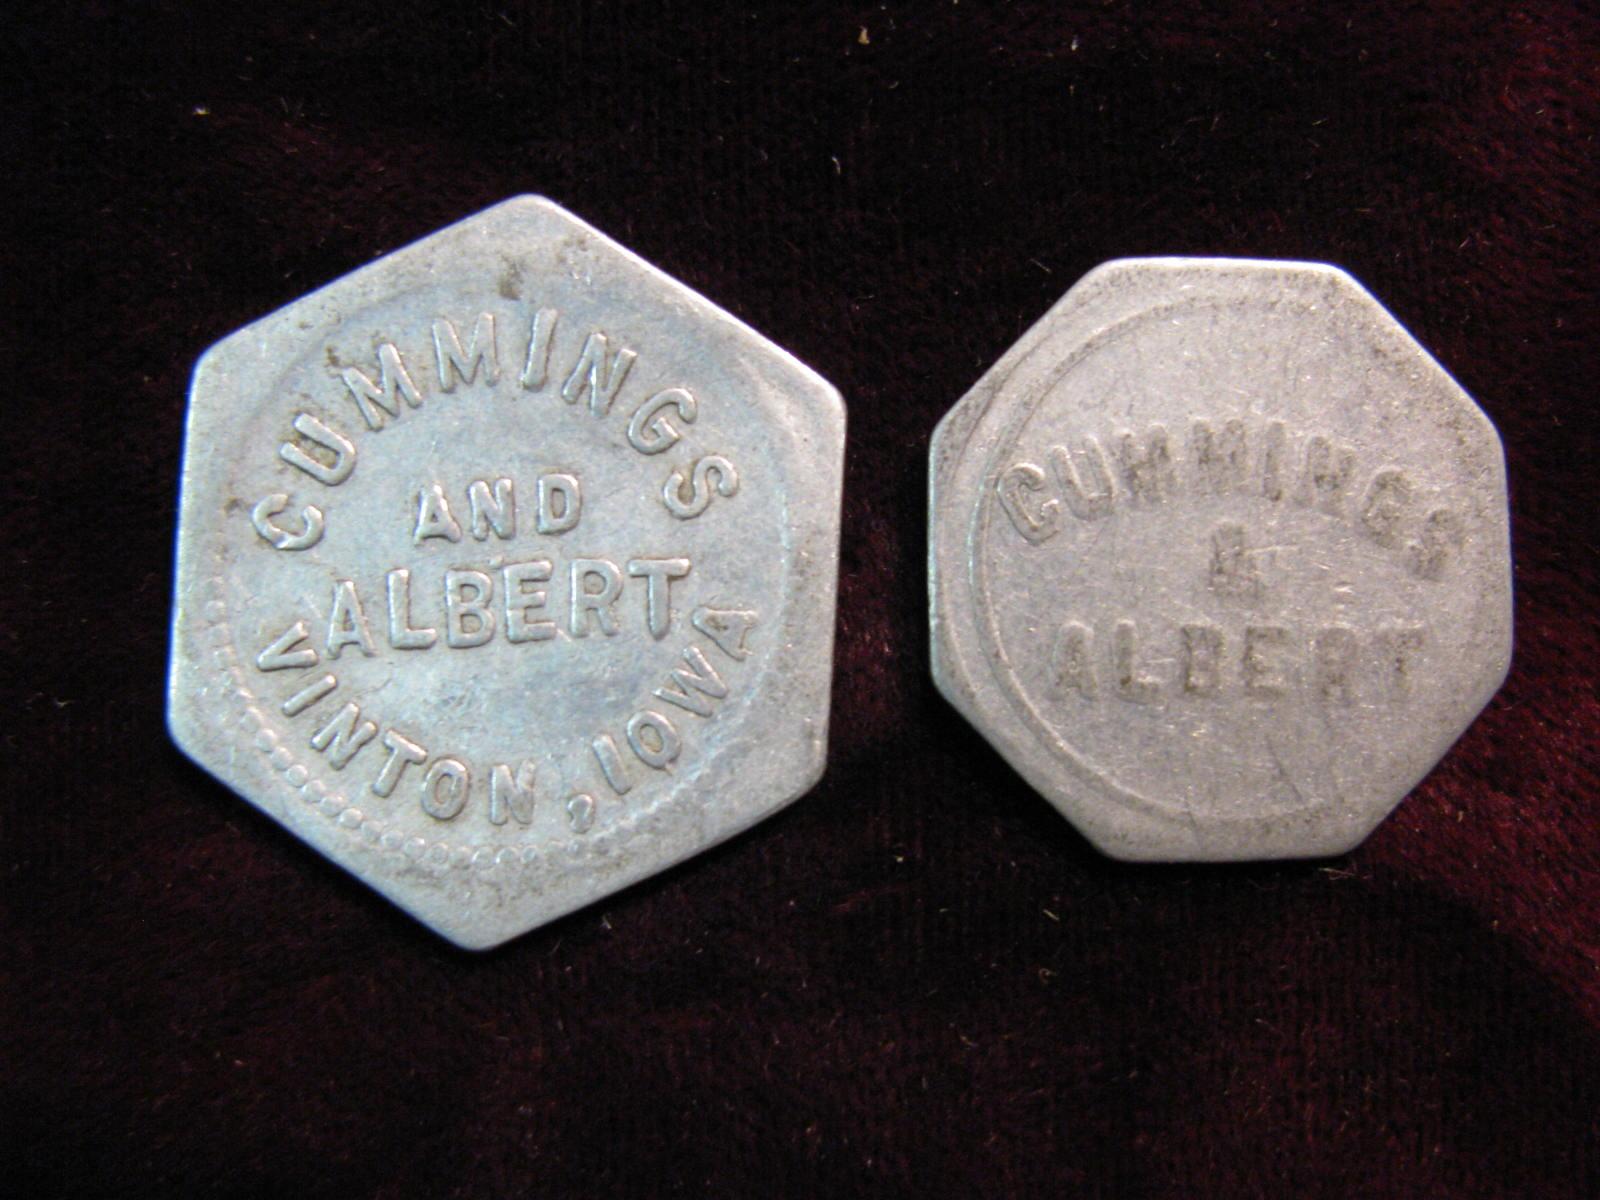 CUMMINGS
AND
ALBERT
VINTON, IOWA
CUMMINGS
&
ALBERT